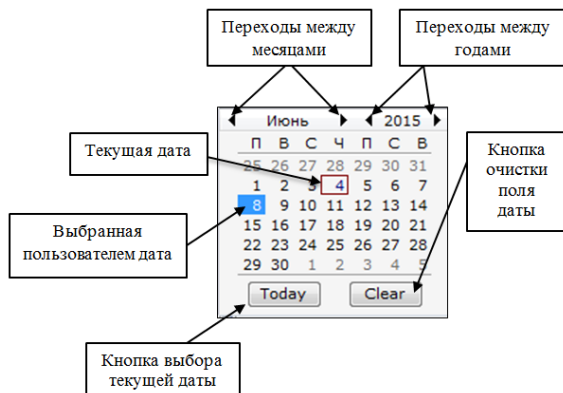 Переходы между
месяцами
Переходы между
годами
Июнь 2015
П В С Ч П С В
25 26 27 28 29 30 31
1 2 3 4 5 6 7
8 9 10 11 12 13 14
15 16 17 18 19 20 21
22 23 24 25 26 27 28
29 30 1 2 3 4 5
Today Clear
Текущая дата
Выбранная
пользователем дата
Кнопка
очистки
поля
даты
Кнопка выбора
текущей даты